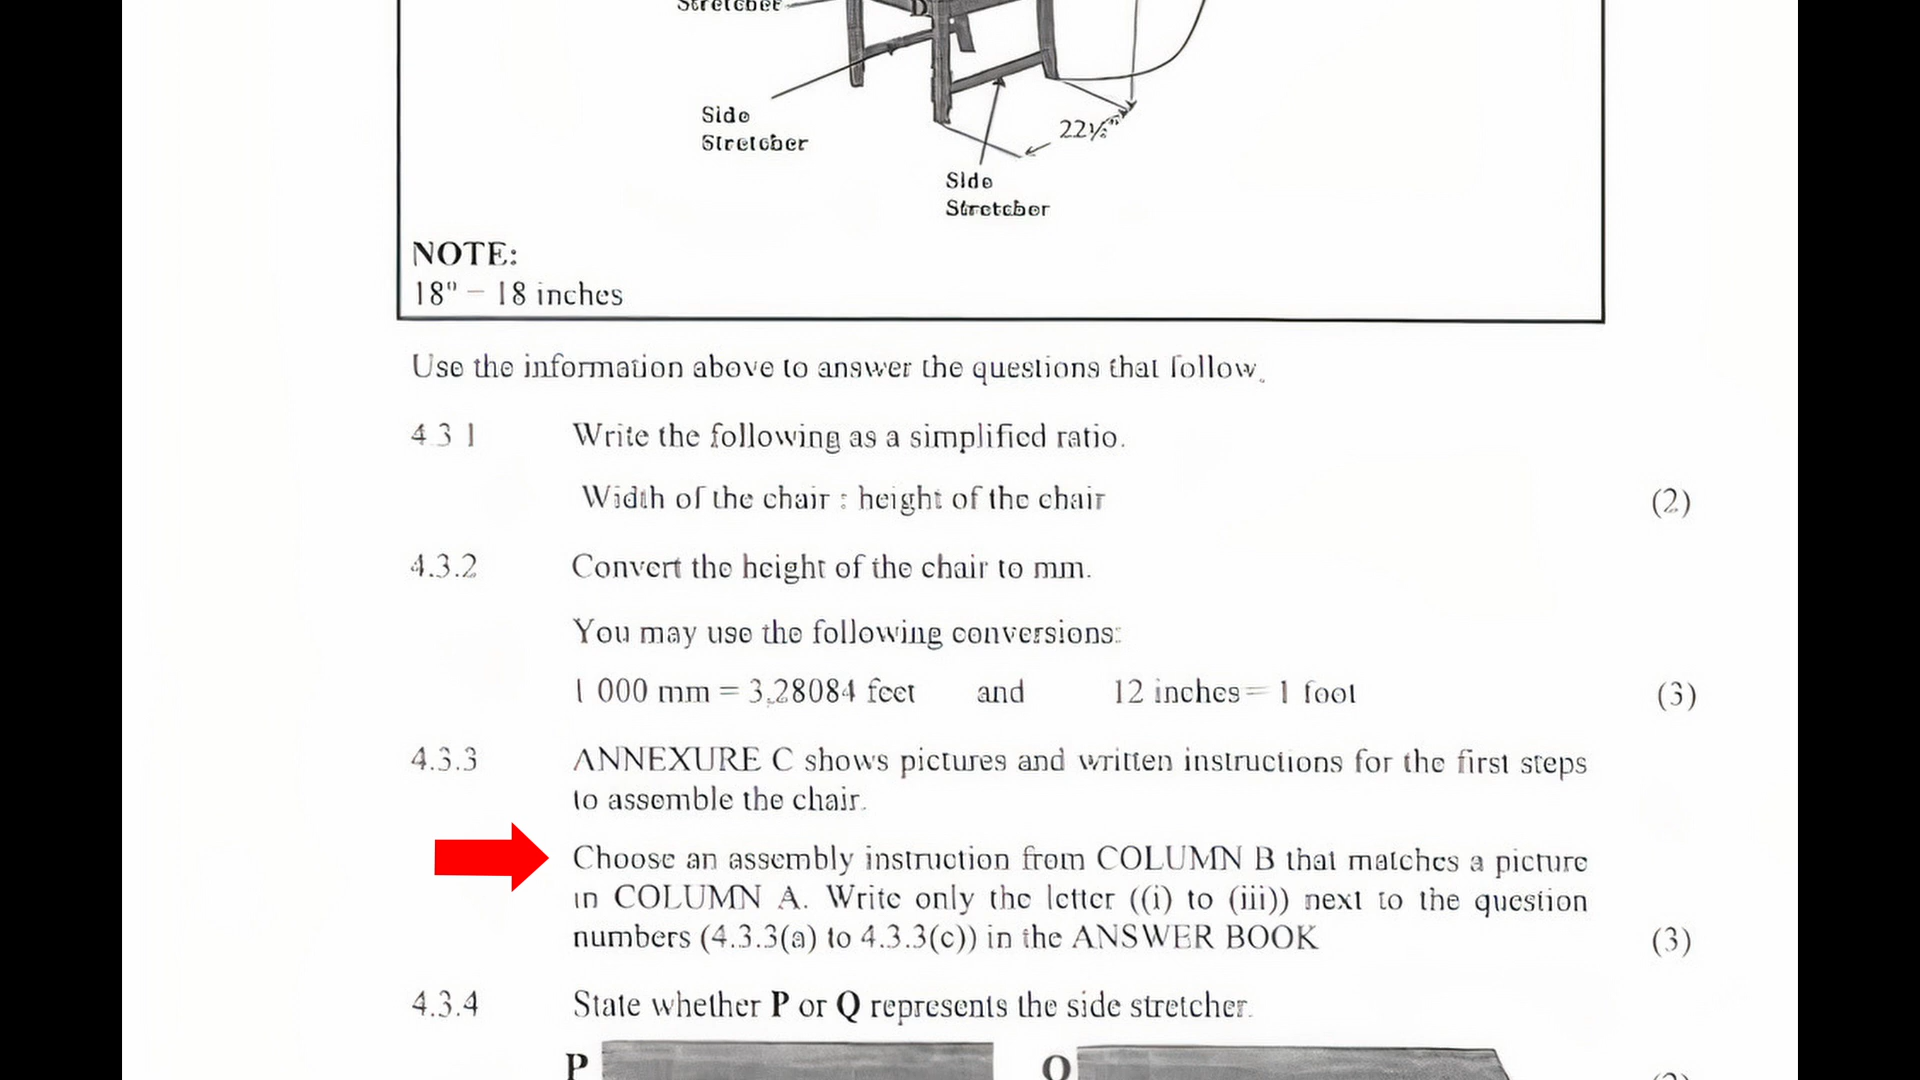 Stretcher
D
Side
Stretcher
22½"
Side
Stretcher
NOTE:
18" – 18 inches
Use the information above to answer the questions that follow.
4 3 1 Write the following as a simplified ratio.
Width of the chair : height of the chair (2)
4.3.2 Convert the height of the chair to mm.
You may use the following conversions:
1 000 mm = 3,28084 feet and 12 inches = 1 foot (3)
4.3.3 ANNEXURE C shows pictures and written instructions for the first steps
to assemble the chair.
Choose an assembly instruction from COLUMN B that matches a picture
in COLUMN A. Write only the letter ((i) to (iii)) next to the question
numbers (4.3.3(a) to 4.3.3(c)) in the ANSWER BOOK (3)
4.3.4 State whether P or Q represents the side stretcher.
P Q